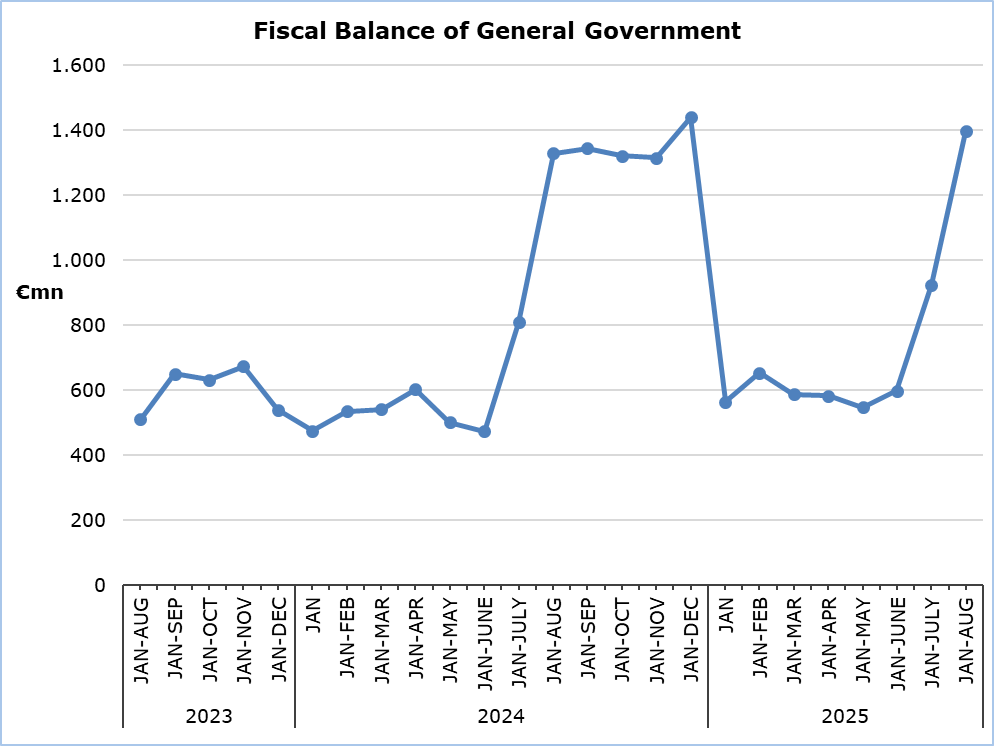 Fiscal Balance of General Government
1.600
1.400
1.200
1.000
€mn
800
600
400
200
0
JAN-AUG
JAN-SEP
JAN-OCT
JAN-NOV
JAN-DEC
JAN
JAN-FEB
JAN-MAR
JAN-APR
JAN-MAY
JAN-JUNE
JAN-JULY
JAN-AUG
JAN-SEP
JAN-OCT
JAN-NOV
JAN-DEC
JAN
JAN-FEB
JAN-MAR
JAN-APR
JAN-MAY
JAN-JUNE
JAN-JULY
JAN-AUG
2023
2024
2025